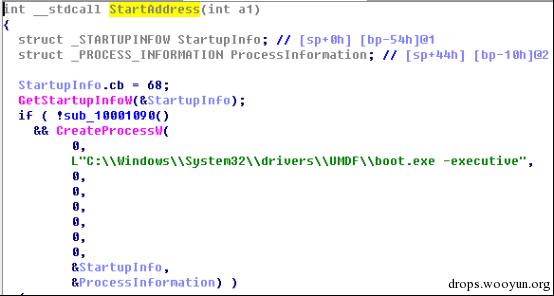 int __stdcall StartAddress(int a1)
{
struct _STARTUPINFOW StartupInfo; // [sp+0h] [bp-54h]@1
struct _PROCESS_INFORMATION ProcessInformation; // [sp+44h] [bp-10h]@2
StartupInfo.cb = 68;
GetStartupInfoW(&StartupInfo);
if ( !sub_10001090()
&& CreateProcessW(
0,
L"C:\\Windows\\System32\\drivers\\UMDF\\boot.exe -executive",
0,
0,
0,
0,
0,
0,
&StartupInfo,
&ProcessInformation) )
drops.wooyun.org